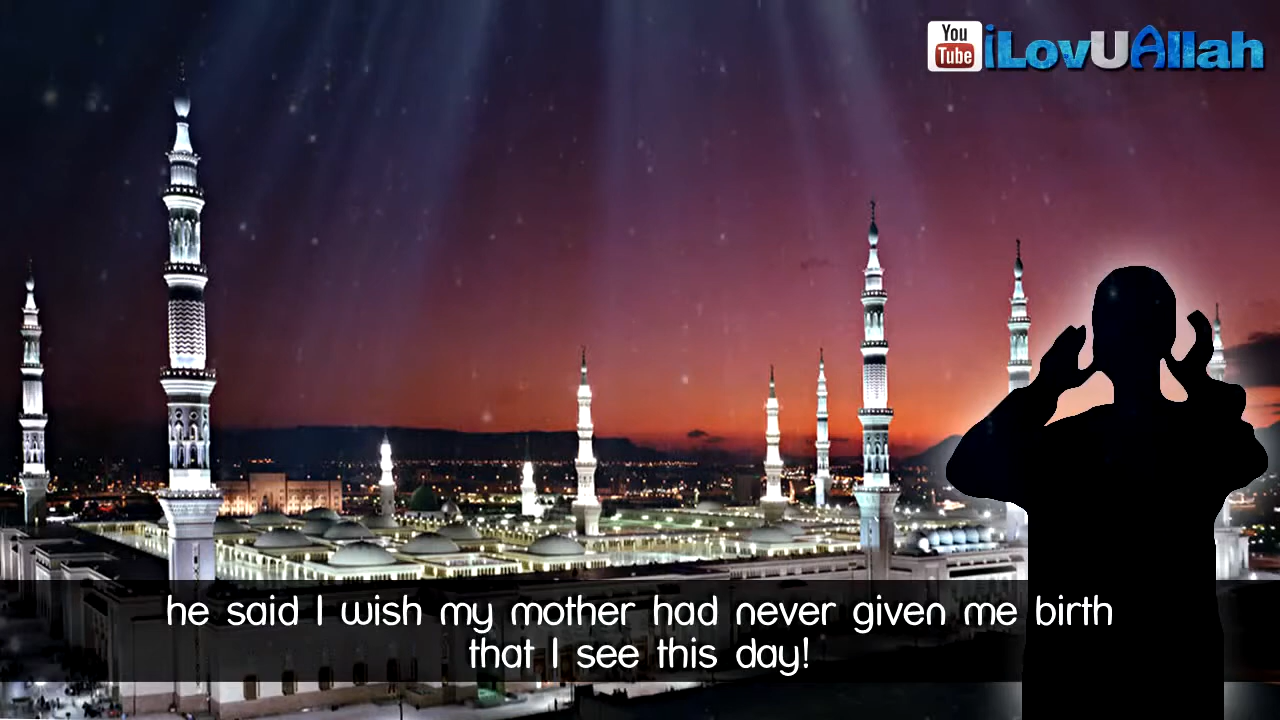 You
Tube
iLovUAllah
he said I wish my mother had never given me birth
that I see this day!